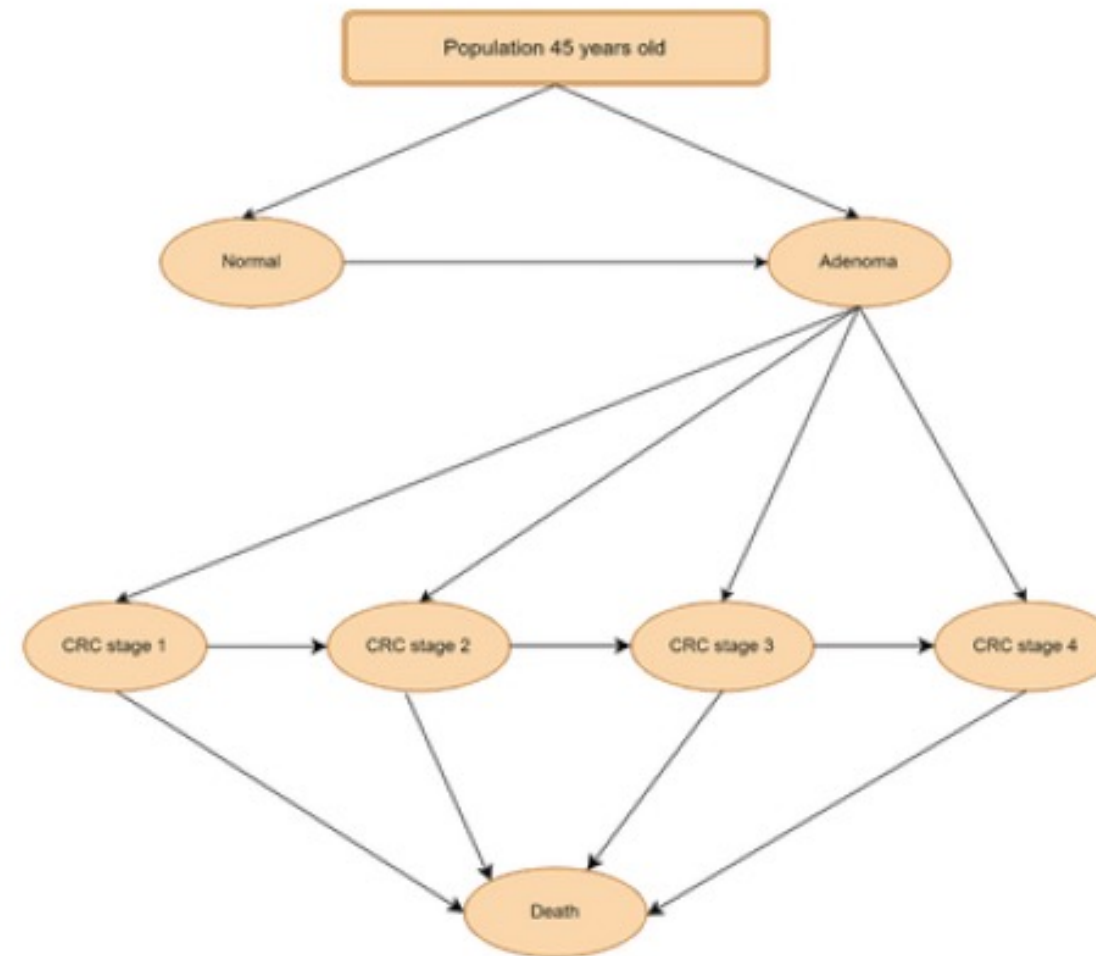 Population 45 years old
Normal
Adenoma
CRC stage 1
CRC stage 2
CRC stage 3
CRC stage 4
Death